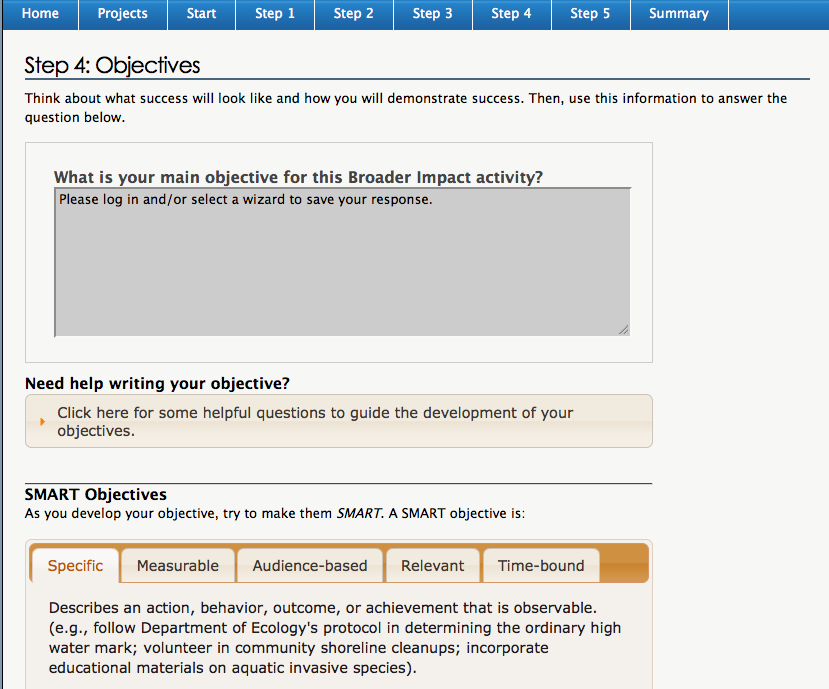 Home Projects Start Step 1 Step 2 Step 3 Step 4 Step 5 Summary
Step 4: Objectives
Think about what success will look like and how you will demonstrate success. Then, use this information to answer the
question below.
What is your main objective for this Broader Impact activity?
Please log in and/or select a wizard to save your response.
Need help writing your objective?
Click here for some helpful questions to guide the development of your
objectives.
SMART Objectives
As you develop your objective, try to make them SMART. A SMART objective is:
Specific Measurable Audience-based Relevant Time-bound
Describes an action, behavior, outcome, or achievement that is observable.
(e.g., follow Department of Ecology's protocol in determining the ordinary high
water mark; volunteer in community shoreline cleanups; incorporate
educational materials on aquatic invasive species).